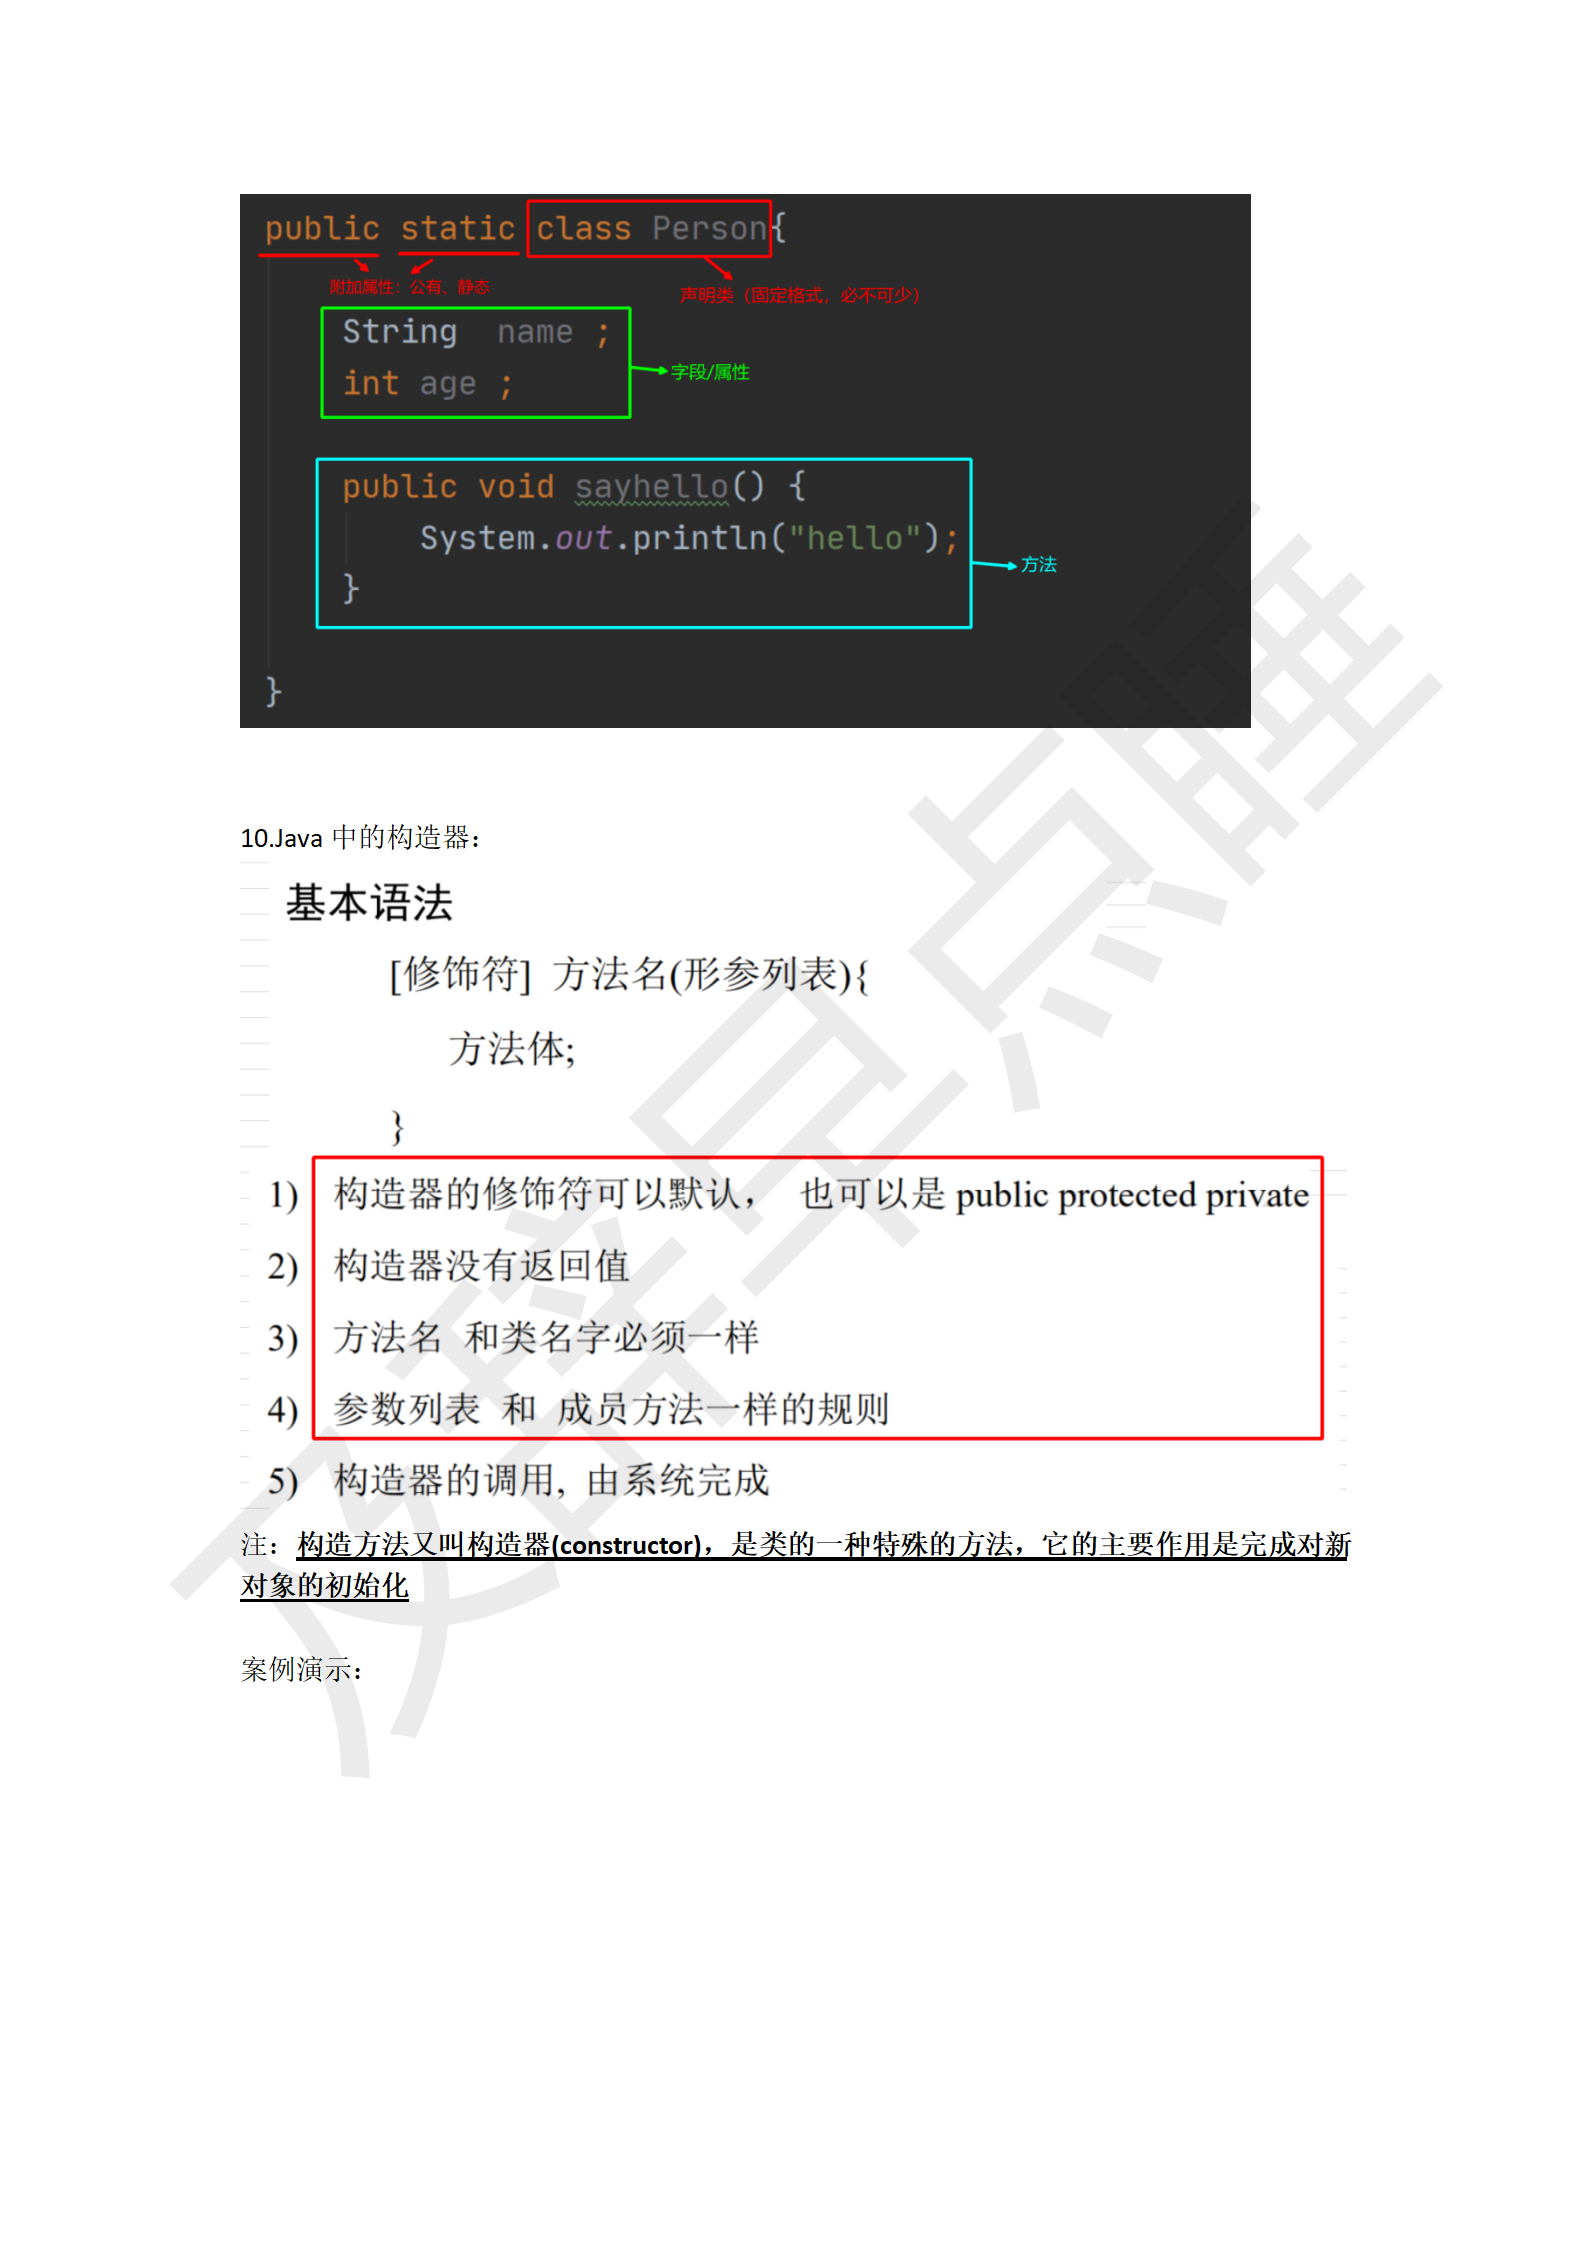 public static class Person{
附加属性：公有、静态
声明类（固定格式，必不可少）
String name ;
int age ;
字段/属性
public void sayhello() {
System.out.println("hello");
方法
}
}
10.Java 中的构造器：
基本语法
[修饰符] 方法名(形参列表){
方法体;
}
1) 构造器的修饰符可以默认， 也可以是 public protected private
2) 构造器没有返回值
3) 方法名 和类名字必须一样
4) 参数列表 和 成员方法一样的规则
5) 构造器的调用, 由系统完成
注：构造方法又叫构造器(constructor)，是类的一种特殊的方法，它的主要作用是完成对新
对象的初始化
案例演示：
及辞早点睡